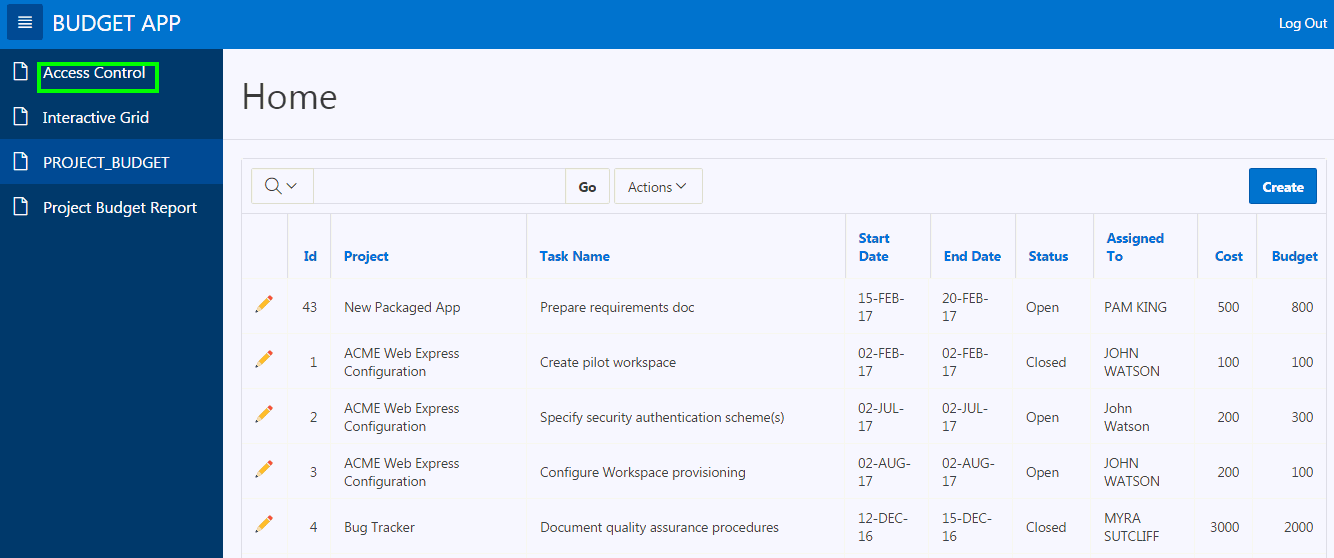 BUDGET APP
Log Out
Access Control
Interactive Grid
PROJECT_BUDGET
Project Budget Report
Home
Go
Actions
Create
Id
Project
Task Name
Start
Date
End Date
Status
Assigned
To
Cost
Budget
43
New Packaged App
Prepare requirements doc
15-FEB-
17
20-FEB-
17
Open
PAM KING
500
800
1
ACME Web Express
Configuration
Create pilot workspace
02-FEB-
17
02-FEB-
17
Closed
JOHN
WATSON
100
100
2
ACME Web Express
Configuration
Specify security authentication scheme(s)
02-JUL-
17
02-JUL-
17
Open
John
Watson
200
300
3
ACME Web Express
Configuration
Configure Workspace provisioning
02-AUG-
17
02-AUG-
17
Open
JOHN
WATSON
200
100
4
Bug Tracker
Document quality assurance procedures
12-DEC-
16
15-DEC-
16
Closed
MYRA
SUTCLIFF
3000
2000